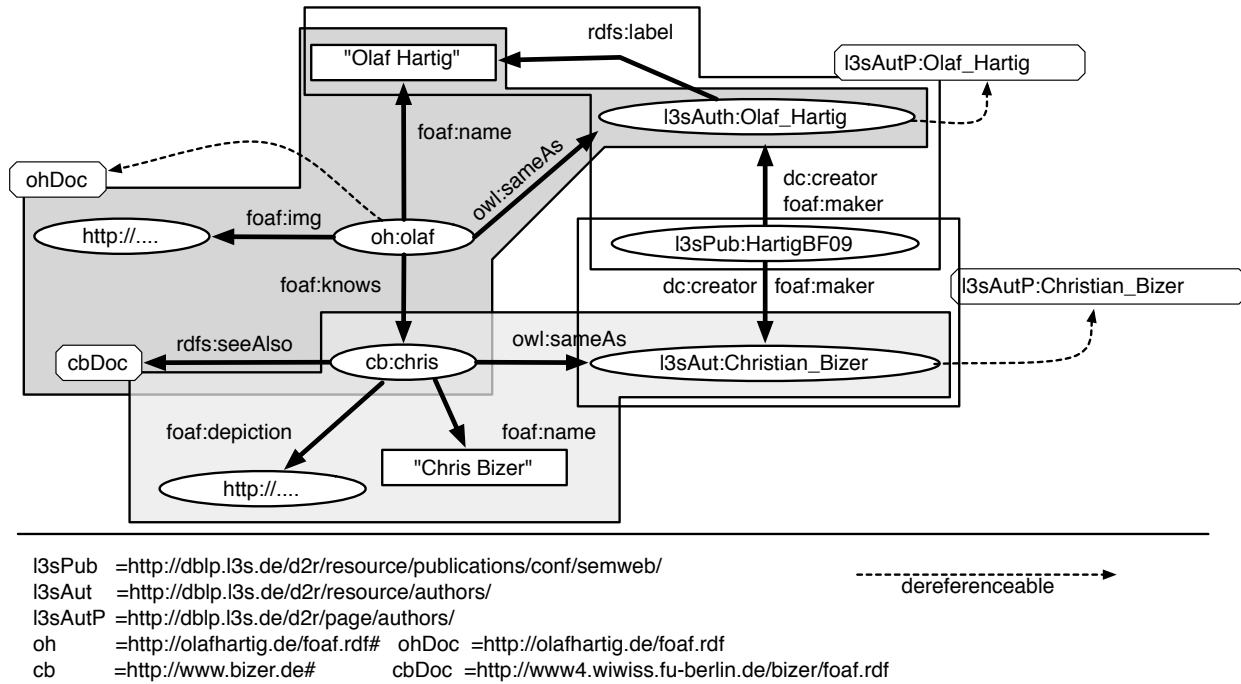 rdfs:label
"Olaf Hartig"
l3sAutP:Olaf_Hartig
l3sAuth:Olaf_Hartig
foaf:name
ohDoc
owl:sameAs
dc:creator
foaf:maker
foaf:img
http://....
oh:olaf
l3sPub:HartigBF09
foaf:knows
dc:creator foaf:maker
l3sAutP:Christian_Bizer
rdfs:seeAlso
owl:sameAs
cbDoc
cb:chris
l3sAut:Christian_Bizer
foaf:depiction
foaf:name
"Chris Bizer"
http://....
l3sPub =http://dblp.l3s.de/d2r/resource/publications/conf/semweb/
l3sAut =http://dblp.l3s.de/d2r/resource/authors/
dereferenceable
l3sAutP =http://dblp.l3s.de/d2r/page/authors/
oh =http://olafhartig.de/foaf.rdf# ohDoc =http://olafhartig.de/foaf.rdf
cb =http://www.bizer.de# cbDoc =http://www4.wiwiss.fu-berlin.de/bizer/foaf.rdf